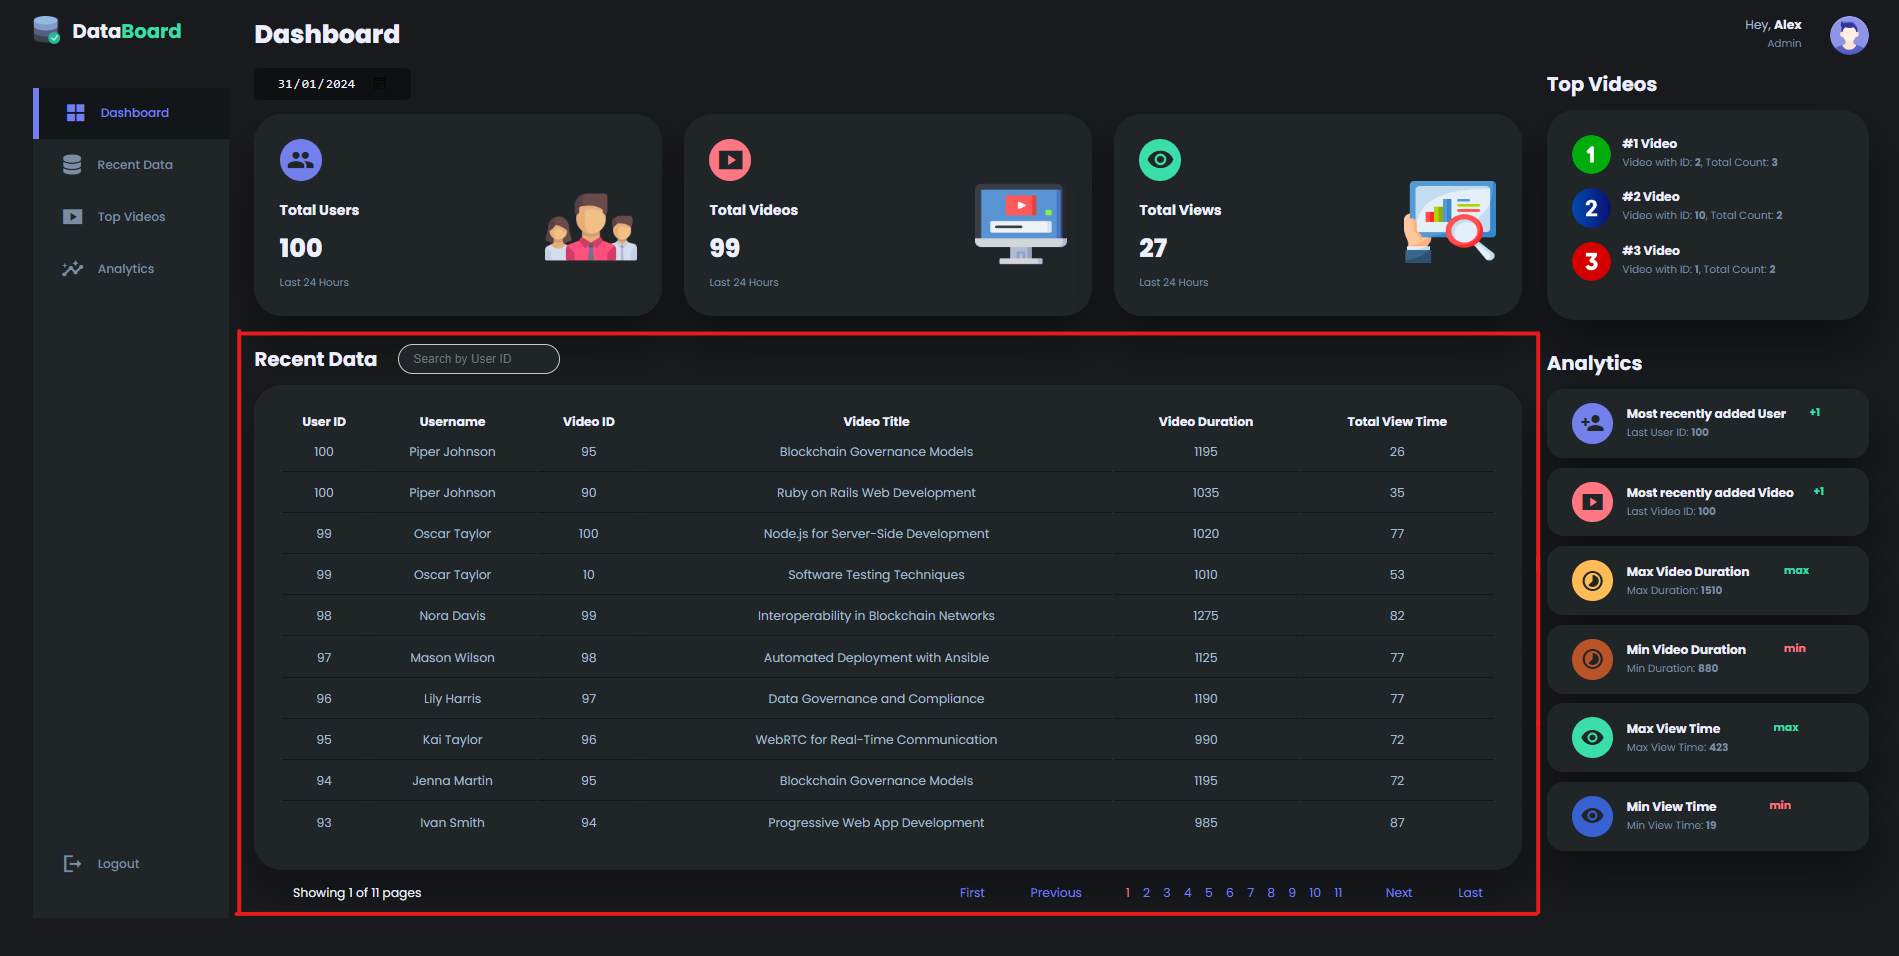 DataBoard
Dashboard
Hey, Alex
Admin
31/01/2024
Dashboard
Recent Data
Top Videos
Analytics
Logout
Total Users
100
Last 24 Hours
Total Videos
99
Last 24 Hours
Total Views
27
Last 24 Hours
Top Videos
1
#1 Video
Video with ID: 2, Total Count: 3
2
#2 Video
Video with ID: 10, Total Count: 2
3
#3 Video
Video with ID: 1, Total Count: 2
Recent Data Search by User ID
User ID Username Video ID Video Title Video Duration Total View Time
100 Piper Johnson 95 Blockchain Governance Models 1195 26
100 Piper Johnson 90 Ruby on Rails Web Development 1035 35
99 Oscar Taylor 100 Node.js for Server-Side Development 1020 77
99 Oscar Taylor 10 Software Testing Techniques 1010 53
98 Nora Davis 99 Interoperability in Blockchain Networks 1275 82
97 Mason Wilson 98 Automated Deployment with Ansible 1125 77
96 Lily Harris 97 Data Governance and Compliance 1190 77
95 Kai Taylor 96 WebRTC for Real-Time Communication 990 72
94 Jenna Martin 95 Blockchain Governance Models 1195 72
93 Ivan Smith 94 Progressive Web App Development 985 87
Showing 1 of 11 pages First Previous 1 2 3 4 5 6 7 8 9 10 11 Next Last
Analytics
Most recently added User +1
Last User ID: 100
Most recently added Video +1
Last Video ID: 100
Max Video Duration max
Max Duration: 1510
Min Video Duration min
Min Duration: 880
Max View Time max
Max View Time: 423
Min View Time min
Min View Time: 19